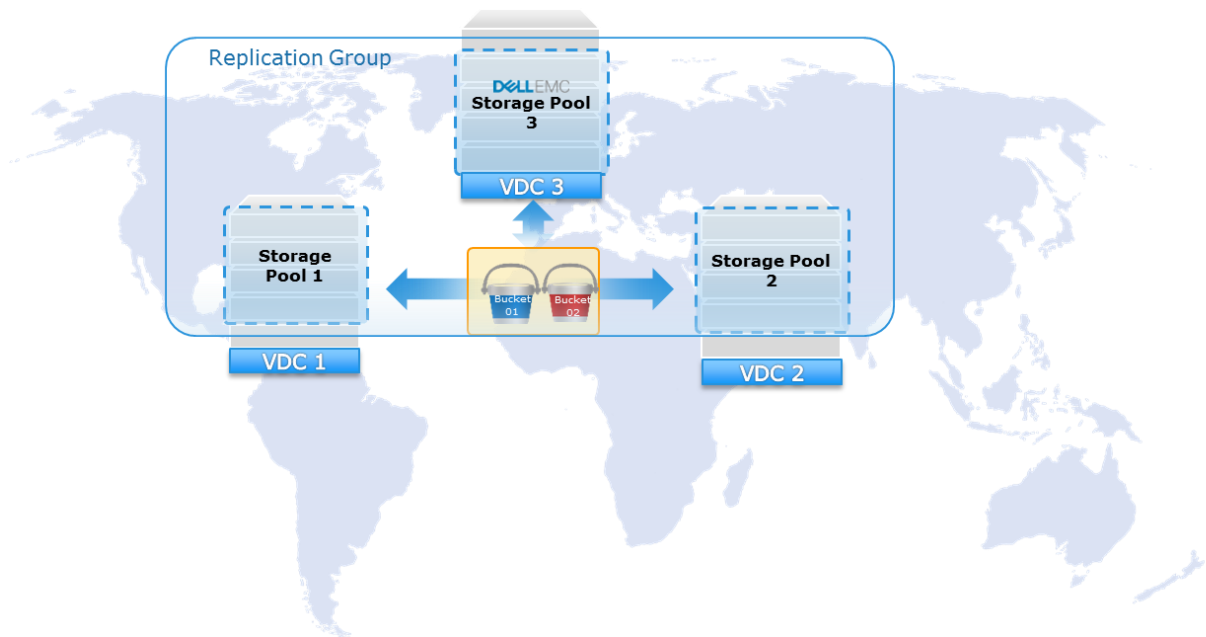 Replication Group
DELLEMC
Storage Pool
3
VDC 3
Storage
Pool 1
VDC 1
Bucket
01
Bucket
02
Storage Pool
2
VDC 2